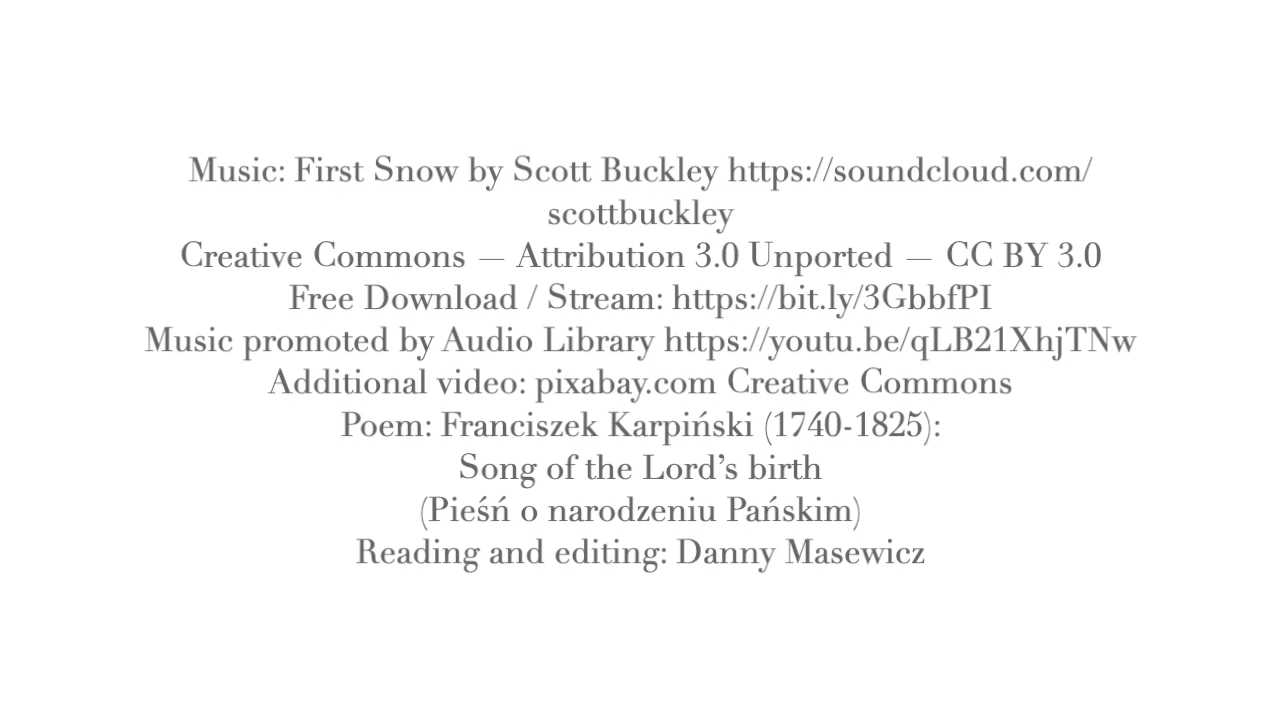 Music: First Snow by Scott Buckley https://soundcloud.com/
scottbuckley
Creative Commons — Attribution 3.0 Unported — CC BY 3.0
Free Download / Stream: https://bit.ly/3GbbfPI
Music promoted by Audio Library https://youtu.be/qLB21XhjTNw
Additional video: pixabay.com Creative Commons
Poem: Franciszek Karpiński (1740-1825):
Song of the Lord’s birth
(Pieśń o narodzeniu Pańskim)
Reading and editing: Danny Masewicz